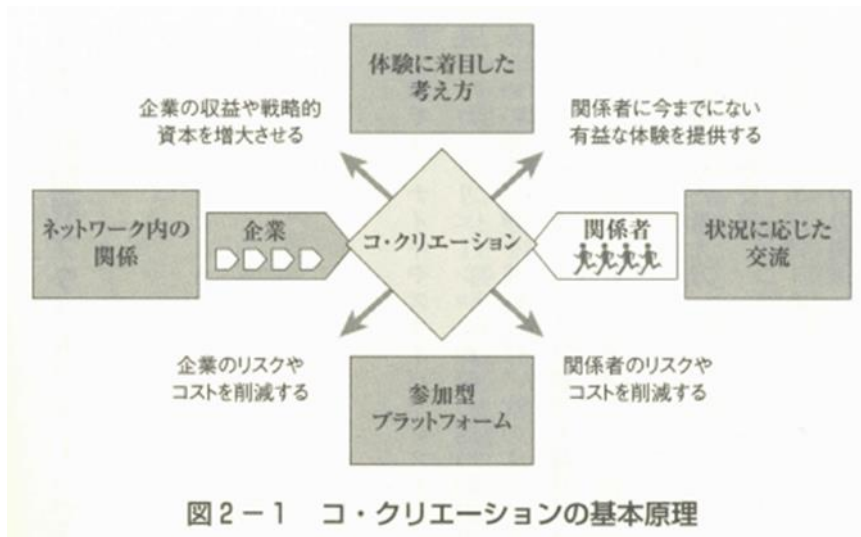 体験に着目した
考え方
企業の収益や戦略的
資本を増大させる
関係者に今までにない
有益な体験を提供する
ネットワーク内の
関係
企業
コ・クリエーション
関係者
状況に応じた
交流
企業のリスクや
コストを削減する
関係者のリスクや
コストを削減する
参加型
プラットフォーム
図2－1　コ・クリエーションの基本原理